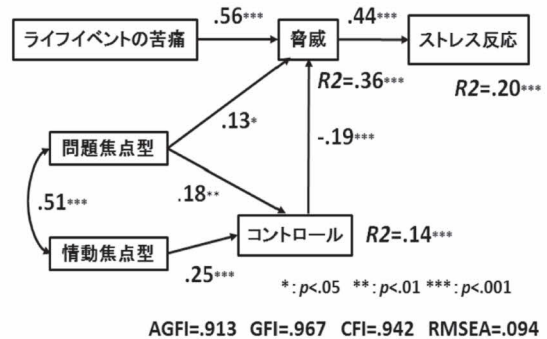 .56***
.44***
ライフイベントの苦痛
脅威
ストレス反応
R2=.36***
R2=.20***
.13*
-.19***
問題焦点型
.51***
.18**
コントロール
R2=.14***
情動焦点型
.25***
*:p<.05 **:p<.01 ***:p<.001
AGFI=.913 GFI=.967 CFI=.942 RMSEA=.094